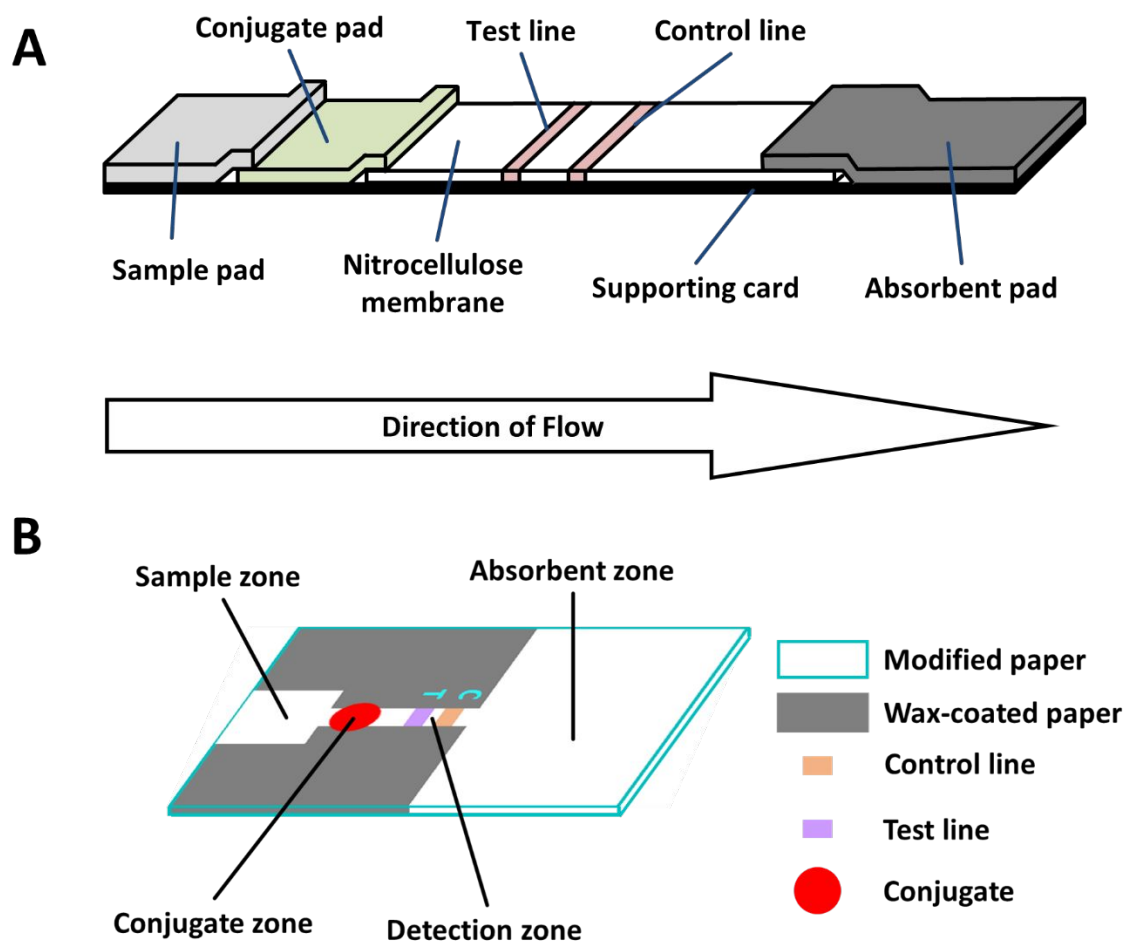 A
Conjugate pad
Test line
Control line
Sample pad
Nitrocellulose
membrane
Supporting card
Absorbent pad
Direction of Flow
B
Sample zone
Absorbent zone
C
T
Modified paper
Wax-coated paper
Control line
Test line
Conjugate
Conjugate zone
Detection zone